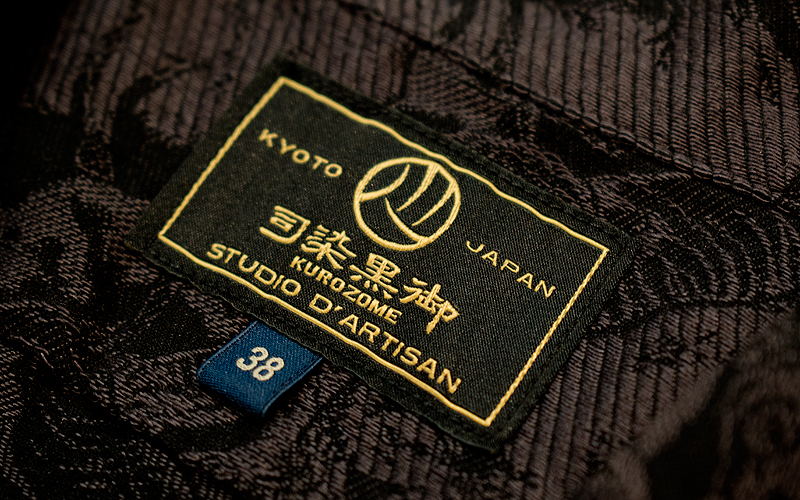 KYOTO
JAPAN
司染黒御
KUROZOME
STUDIO D'ARTISAN
38